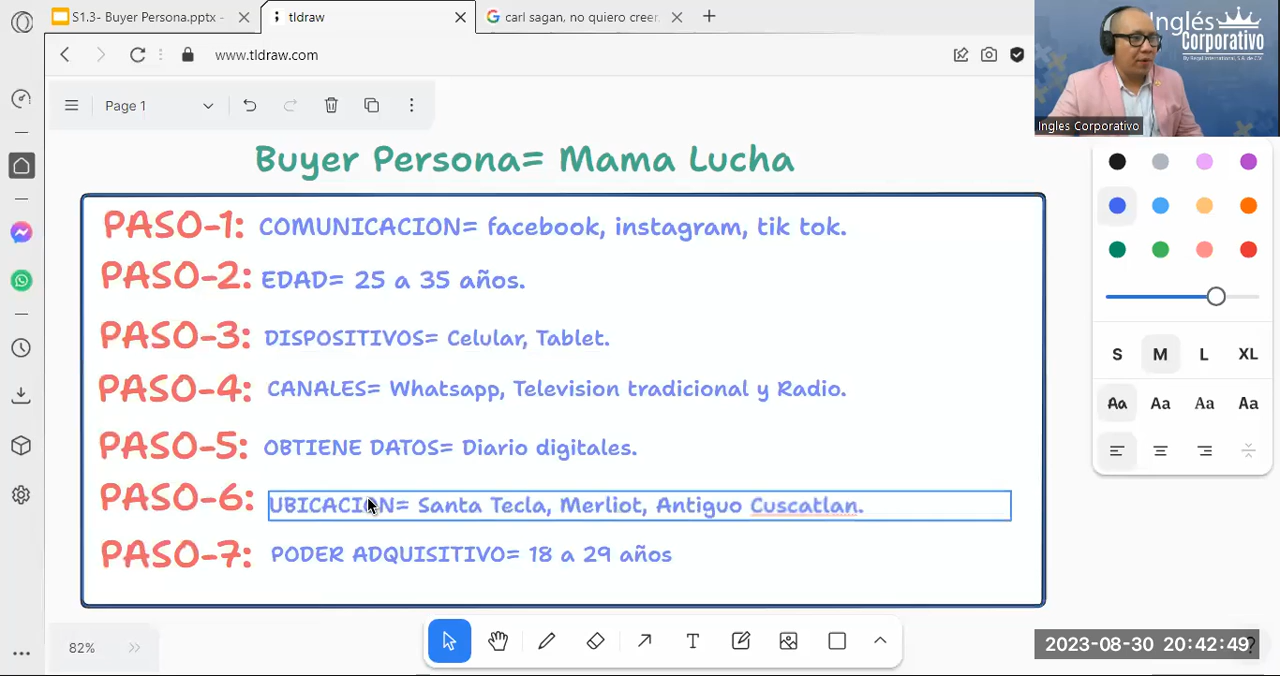 S1.3- Buyer Persona.pptx -
tldraw
carl sagan, no quiero creer,
www.tldraw.com
Page 1
Inglés
Corporativo
By Regal International, S.A. de C.V.
Ingles Corporativo
Buyer Persona= Mama Lucha
PASO-1: COMUNICACION= facebook, instagram, tik tok.
PASO-2: EDAD= 25 a 35 años.
PASO-3: DISPOSITIVOS= Celular, Tablet.
PASO-4: CANALES= Whatsapp, Television tradicional y Radio.
PASO-5: OBTIENE DATOS= Diario digitales.
PASO-6: UBICACION= Santa Tecla, Merliot, Antiguo Cuscatlan.
PASO-7: PODER ADQUISITIVO= 18 a 29 años
S M L XL
Aa Aa Aa Aa
82%
T
2023-08-30 20:42:49